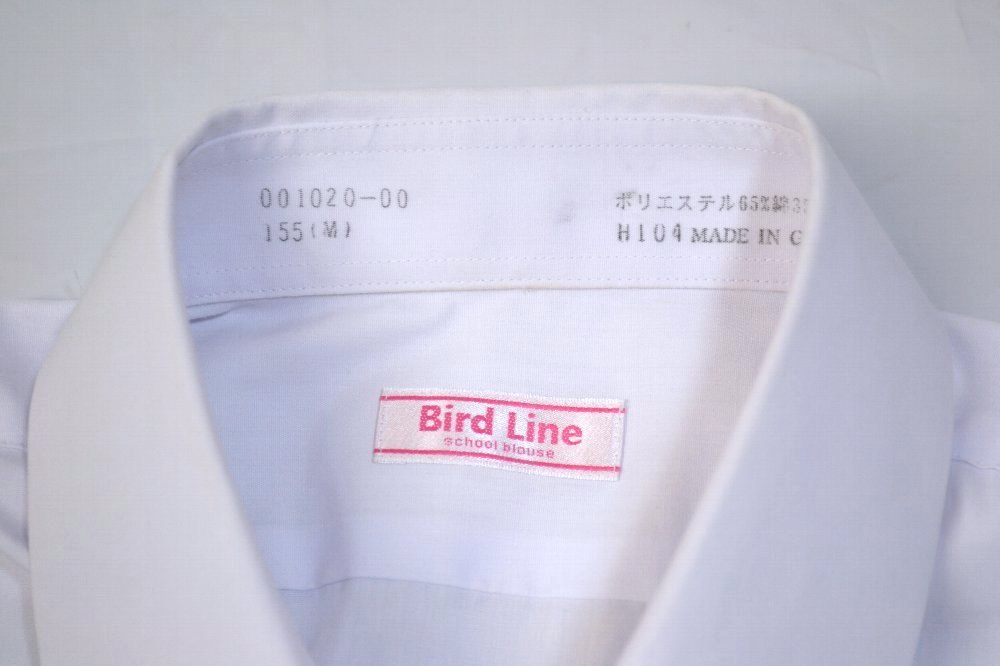 001020-00
155(M)
ポリエステル65%綿3
H104 MADE IN C
Bird Line
school blouse